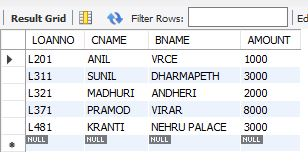 Result Grid Filter Rows: Ed
LOANNO CNAME BNAME AMOUNT
L201 ANIL VRCE 1000
L311 SUNIL DHARMAPETH 3000
L321 MADHURI ANDHERI 2000
L371 PRAMOD VIRAR 8000
L481 KRANTI NEHRU PALACE 3000
NULL NULL NULL NULL